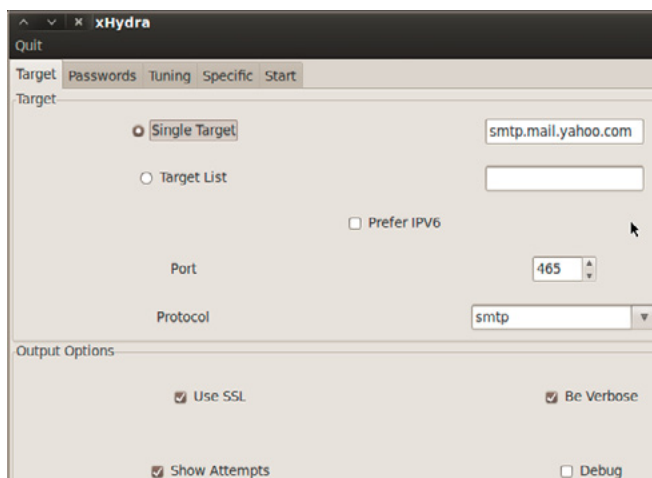 xHydra
Quit
Target Passwords Tuning Specific Start
Target
Single Target smtp.mail.yahoo.com
Target List
Prefer IPV6
Port 465
Protocol smtp
Output Options
Use SSL Be Verbose
Show Attempts Debug